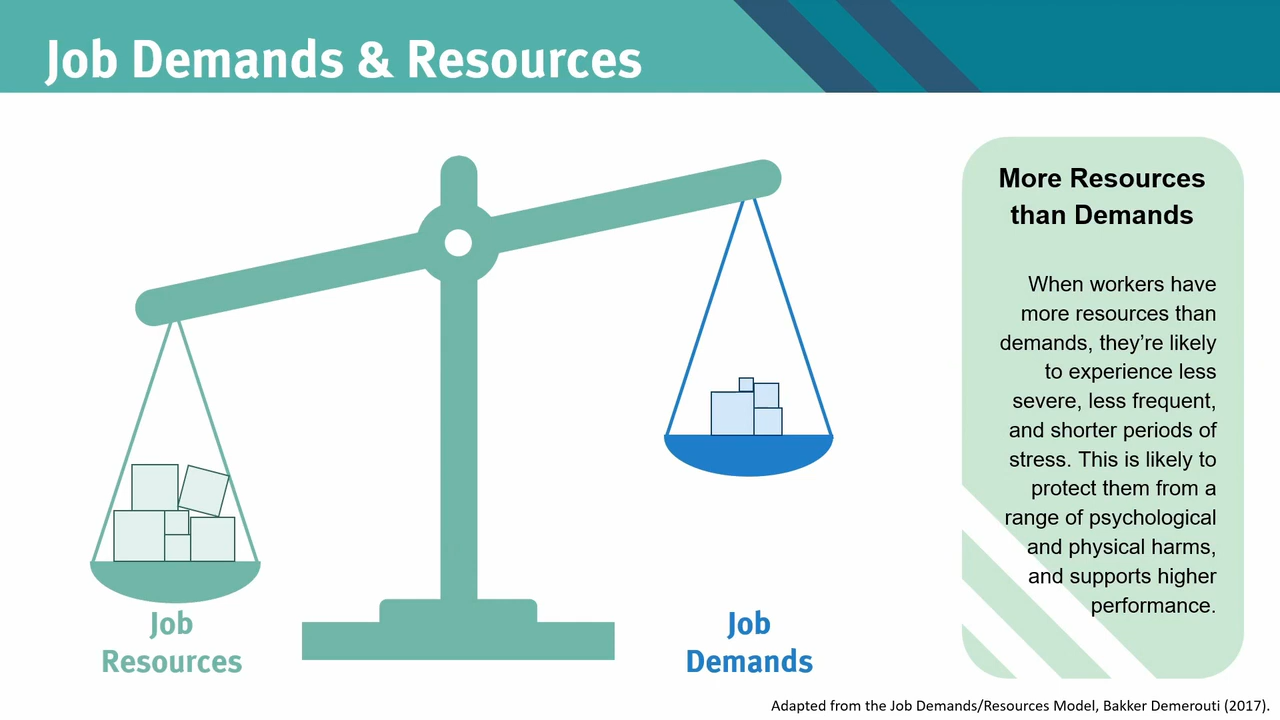 Job Demands & Resources
More Resources
than Demands
When workers have
more resources than
demands, they’re likely
to experience less
severe, less frequent,
and shorter periods of
stress. This is likely to
protect them from a
range of psychological
and physical harms,
and supports higher
performance.
Job
Resources
Job
Demands
Adapted from the Job Demands/Resources Model, Bakker Demerouti (2017).